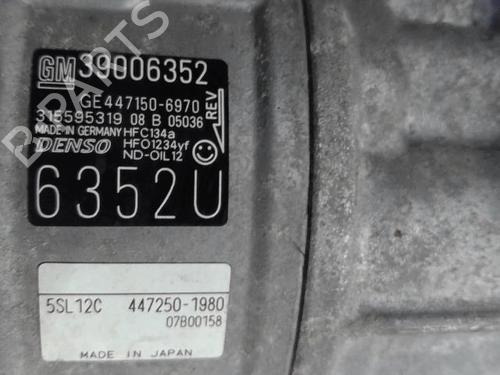 GM 39006352
GE447150-6970
315595319 08 B 05036
REV
MADE IN GERMANY HFC134a
DENSO HFO1234yf
ND-OIL12
6352U
5SL12C 447250-1980
07B00158
MADE IN JAPAN